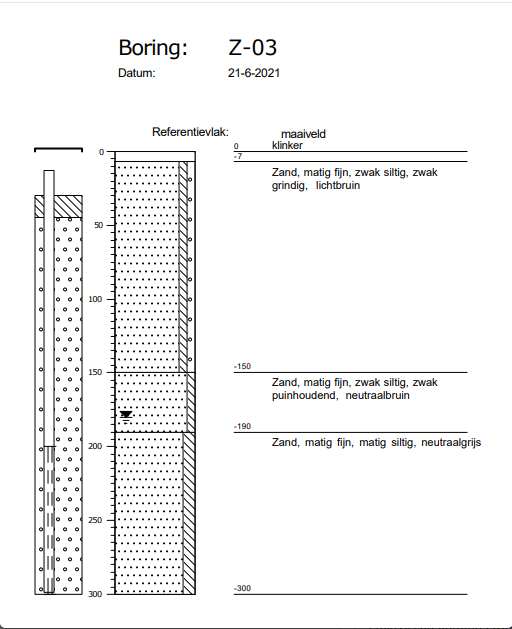 Boring: Z-03
Datum: 21-6-2021
Referentievlak: maaiveld
0 klinker
-7
Zand, matig fijn, zwak siltig, zwak
grindig, lichtbruin
-150
Zand, matig fijn, zwak siltig, zwak
puinhoudend, neutraalbruin
-190
Zand, matig fijn, matig siltig, neutraalgrijs
-300
0
50
100
150
200
250
300